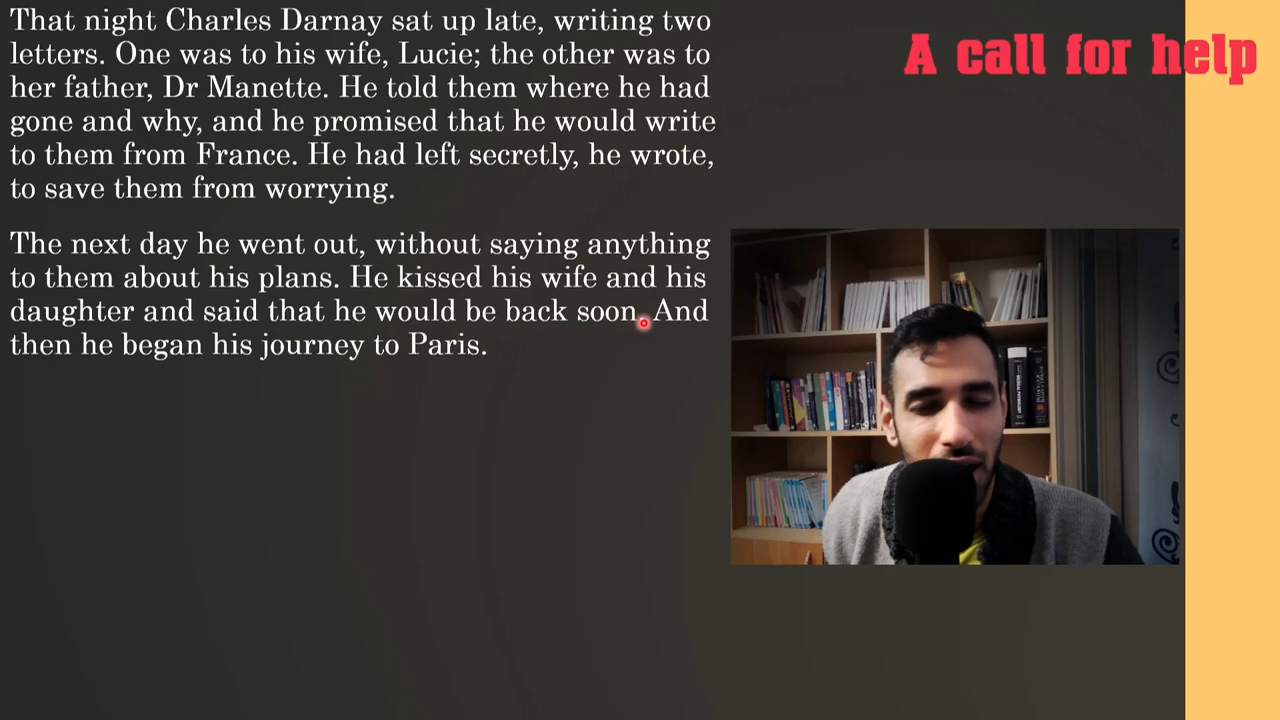 A call for help
That night Charles Darnay sat up late, writing two
letters. One was to his wife, Lucie; the other was to
her father, Dr Manette. He told them where he had
gone and why, and he promised that he would write
to them from France. He had left secretly, he wrote,
to save them from worrying.
The next day he went out, without saying anything
to them about his plans. He kissed his wife and his
daughter and said that he would be back soon. And
then he began his journey to Paris.